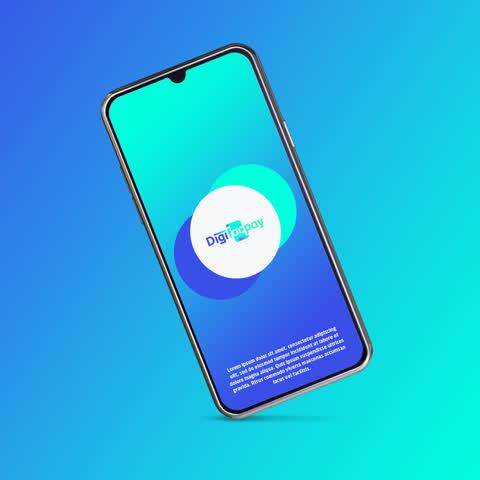 Digitacpay
Lorem ipsum dolor sit amet, consectetur adipiscing
elit, sed do eiusmod tempor incididunt ut labore et
dolore magna aliqua. Quis ipsum suspendisse ultrices
gravida. Risus commodo viverra maecenas accumsan
lacus vel facilisis.